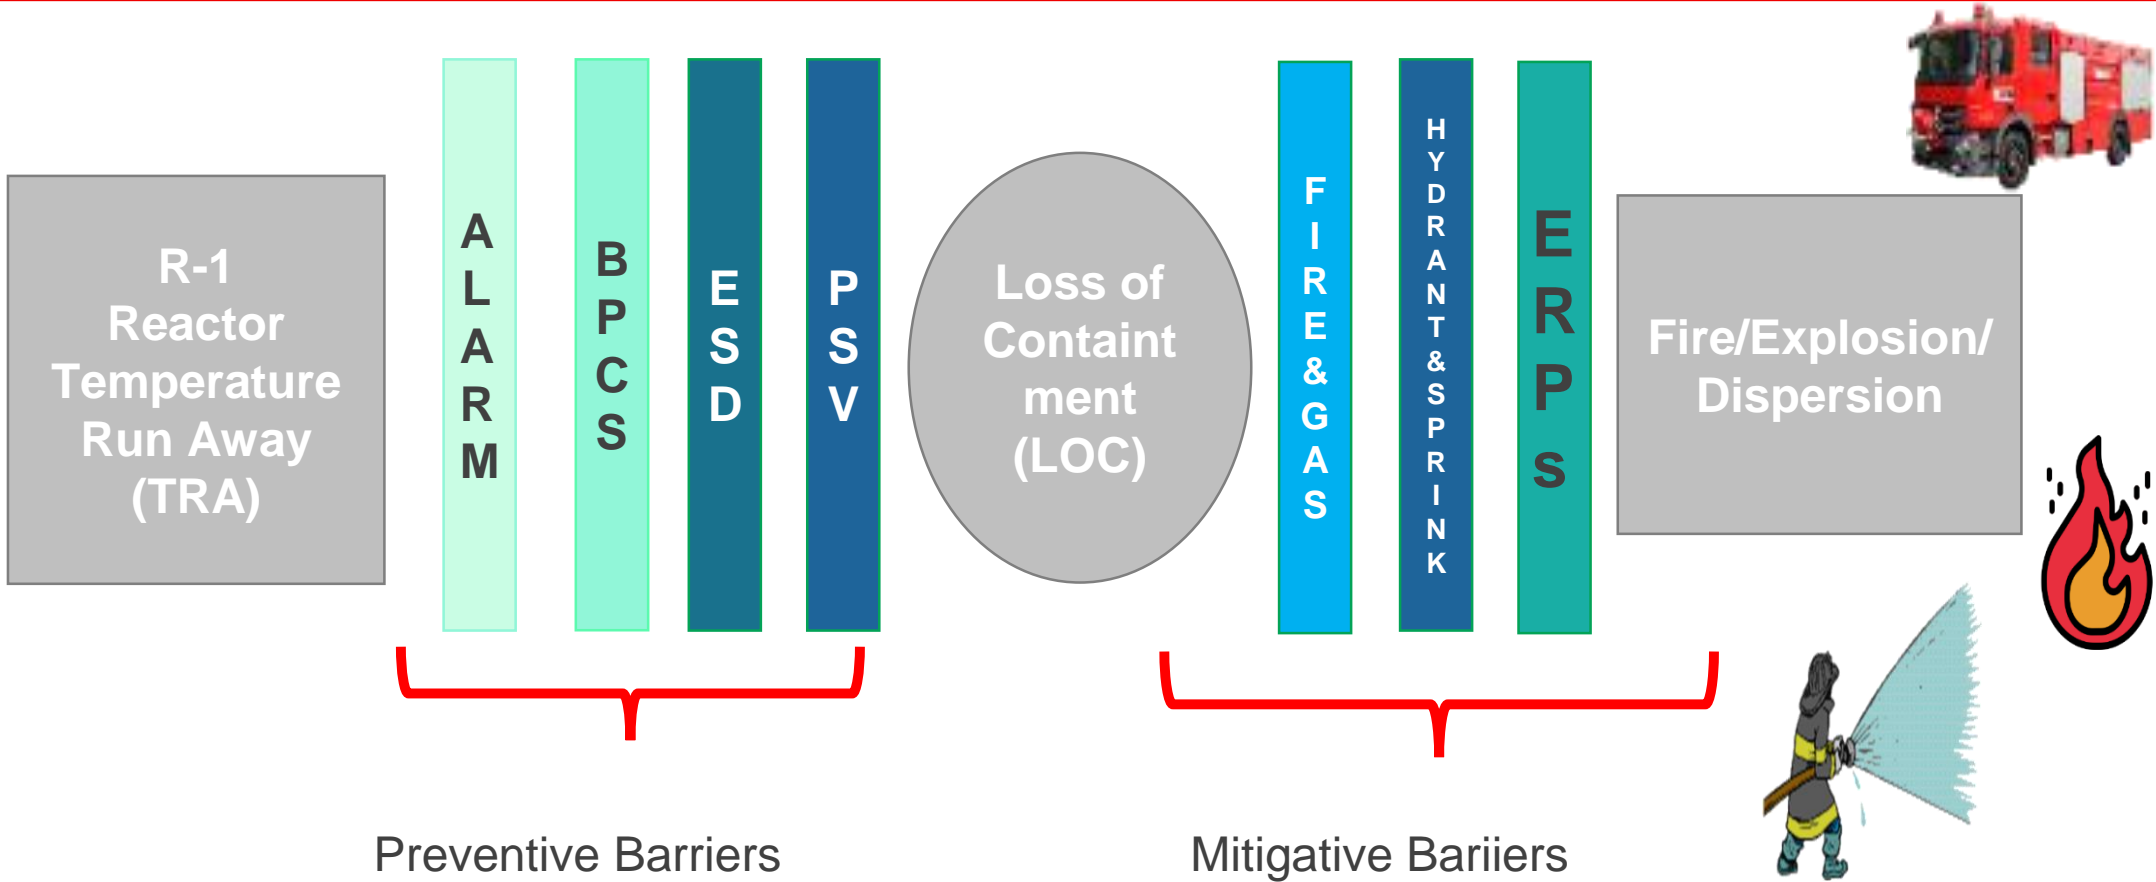 R-1
Reactor
Temperature
Run Away
(TRA)
ALARM
BPCS
ESD
PSV
Loss of
Containt
ment
(LOC)
FIRE&GAS
HYDRANT&SPRINK
ERPs
Fire/Explosion/
Dispersion
Preventive Barriers
Mitigative Bariiers